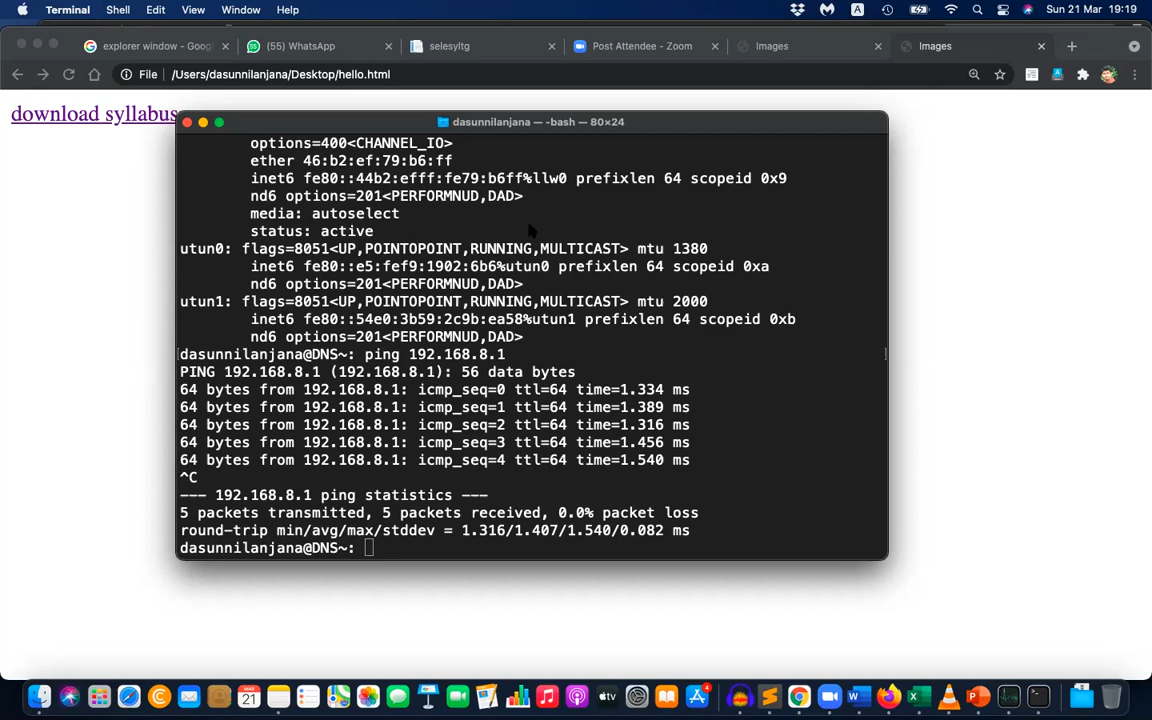 Terminal Shell Edit View Window Help
A
Sun 21 Mar 19:19
explorer window - Googl
(55) WhatsApp
selesyltg
Post Attendee - Zoom
Images
Images
File /Users/dasunnilanjana/Desktop/hello.html
download syllabus
dasunnilanjana — -bash — 80×24
options=400<CHANNEL_IO>
ether 46:b2:ef:79:b6:ff
inet6 fe80::44b2:efff:fe79:b6ff%llw0 prefixlen 64 scopeid 0x9
nd6 options=201<PERFORMNUD,DAD>
media: autoselect
status: active
utun0: flags=8051<UP,POINTOPOINT,RUNNING,MULTICAST> mtu 1380
inet6 fe80::e5:fef9:1902:6b6%utun0 prefixlen 64 scopeid 0xa
nd6 options=201<PERFORMNUD,DAD>
utun1: flags=8051<UP,POINTOPOINT,RUNNING,MULTICAST> mtu 2000
inet6 fe80::54e0:3b59:2c9b:ea58%utun1 prefixlen 64 scopeid 0xb
nd6 options=201<PERFORMNUD,DAD>
dasunnilanjana@DNS~: ping 192.168.8.1
PING 192.168.8.1 (192.168.8.1): 56 data bytes
64 bytes from 192.168.8.1: icmp_seq=0 ttl=64 time=1.334 ms
64 bytes from 192.168.8.1: icmp_seq=1 ttl=64 time=1.389 ms
64 bytes from 192.168.8.1: icmp_seq=2 ttl=64 time=1.316 ms
64 bytes from 192.168.8.1: icmp_seq=3 ttl=64 time=1.456 ms
64 bytes from 192.168.8.1: icmp_seq=4 ttl=64 time=1.540 ms
^C
--- 192.168.8.1 ping statistics ---
5 packets transmitted, 5 packets received, 0.0% packet loss
round-trip min/avg/max/stddev = 1.316/1.407/1.540/0.082 ms
dasunnilanjana@DNS~:
MAR
21
tv
4